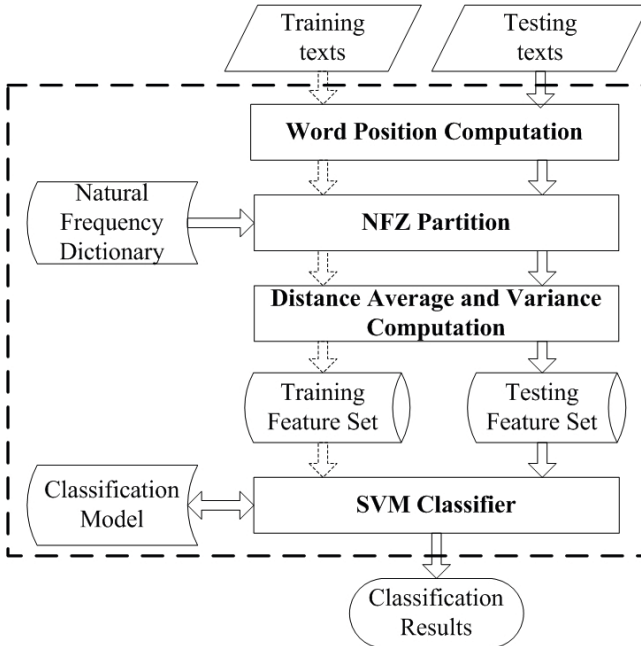 Training
texts
Testing
texts
Word Position Computation
Natural
Frequency
Dictionary
NFZ Partition
Distance Average and Variance
Computation
Training
Feature Set
Testing
Feature Set
Classification
Model
SVM Classifier
Classification
Results